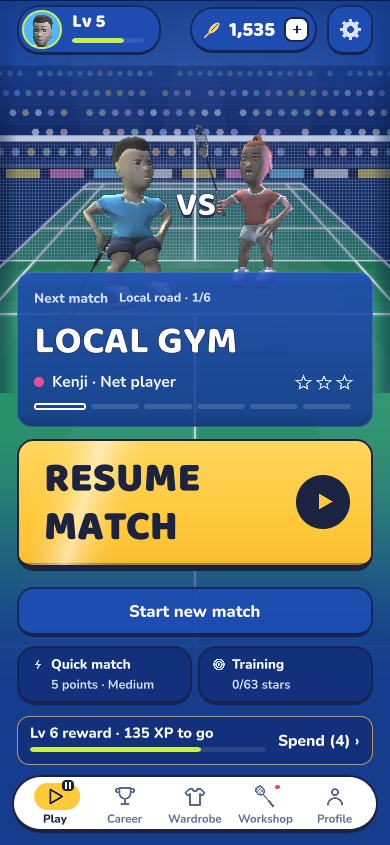 Lv 5
1,535
+
VS
Next match Local road · 1/6
LOCAL GYM
Kenji · Net player
RESUME
MATCH
Start new match
Quick match
5 points · Medium
Training
0/63 stars
Lv 6 reward · 135 XP to go
Spend (4) ›
Play
Career
Wardrobe
Workshop
Profile